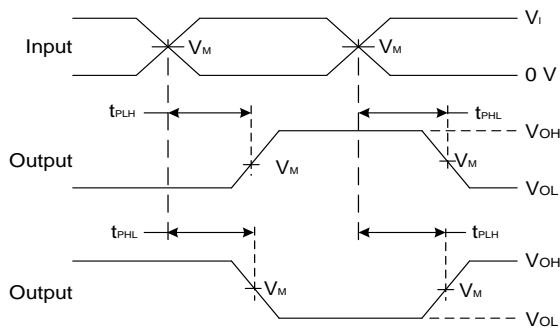 VI
Input VM VM
0 V
tPLH tPHL
VOH
Output VM VM
VOL
tPHL tPLH
VOH
Output VM VM
VOL